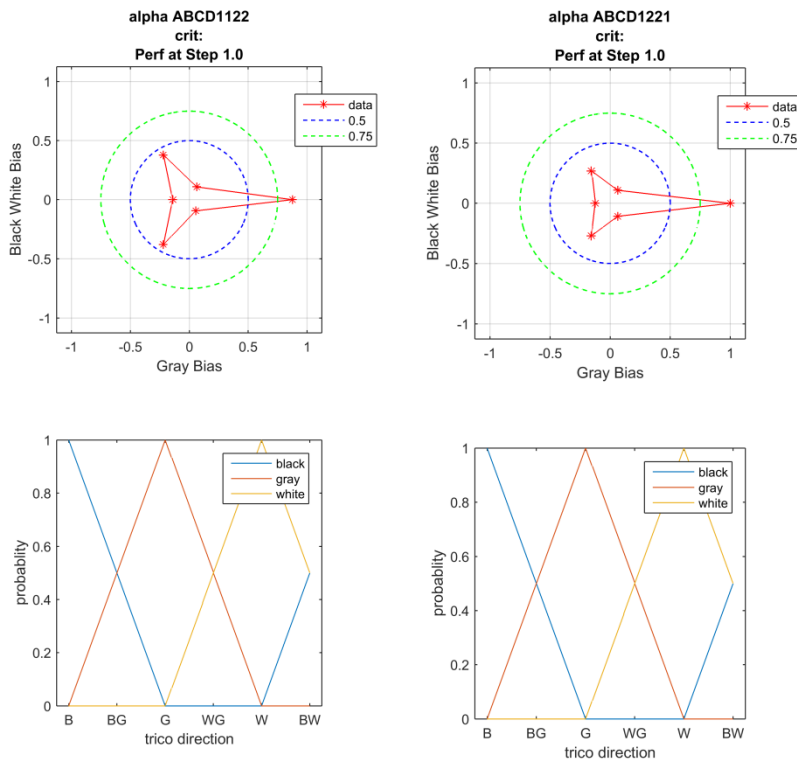 alpha ABCD1122
crit:
Perf at Step 1.0
1
0.5
0
-0.5
-1
Black White Bias
-1 -0.5 0 0.5 1
Gray Bias
data
0.5
0.75
alpha ABCD1221
crit:
Perf at Step 1.0
1
0.5
0
-0.5
-1
Black White Bias
-1 -0.5 0 0.5 1
Gray Bias
data
0.5
0.75
1
0.8
0.6
0.4
0.2
0
probablity
B BG G WG W BW
trico direction
black
gray
white
1
0.8
0.6
0.4
0.2
0
probablity
B BG G WG W BW
trico direction
black
gray
white